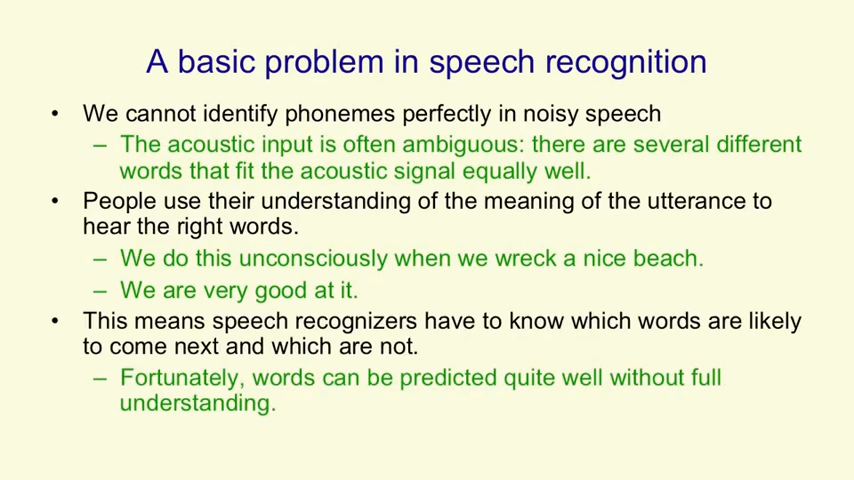 A basic problem in speech recognition
• We cannot identify phonemes perfectly in noisy speech
– The acoustic input is often ambiguous: there are several different
words that fit the acoustic signal equally well.
• People use their understanding of the meaning of the utterance to
hear the right words.
– We do this unconsciously when we wreck a nice beach.
– We are very good at it.
• This means speech recognizers have to know which words are likely
to come next and which are not.
– Fortunately, words can be predicted quite well without full
understanding.